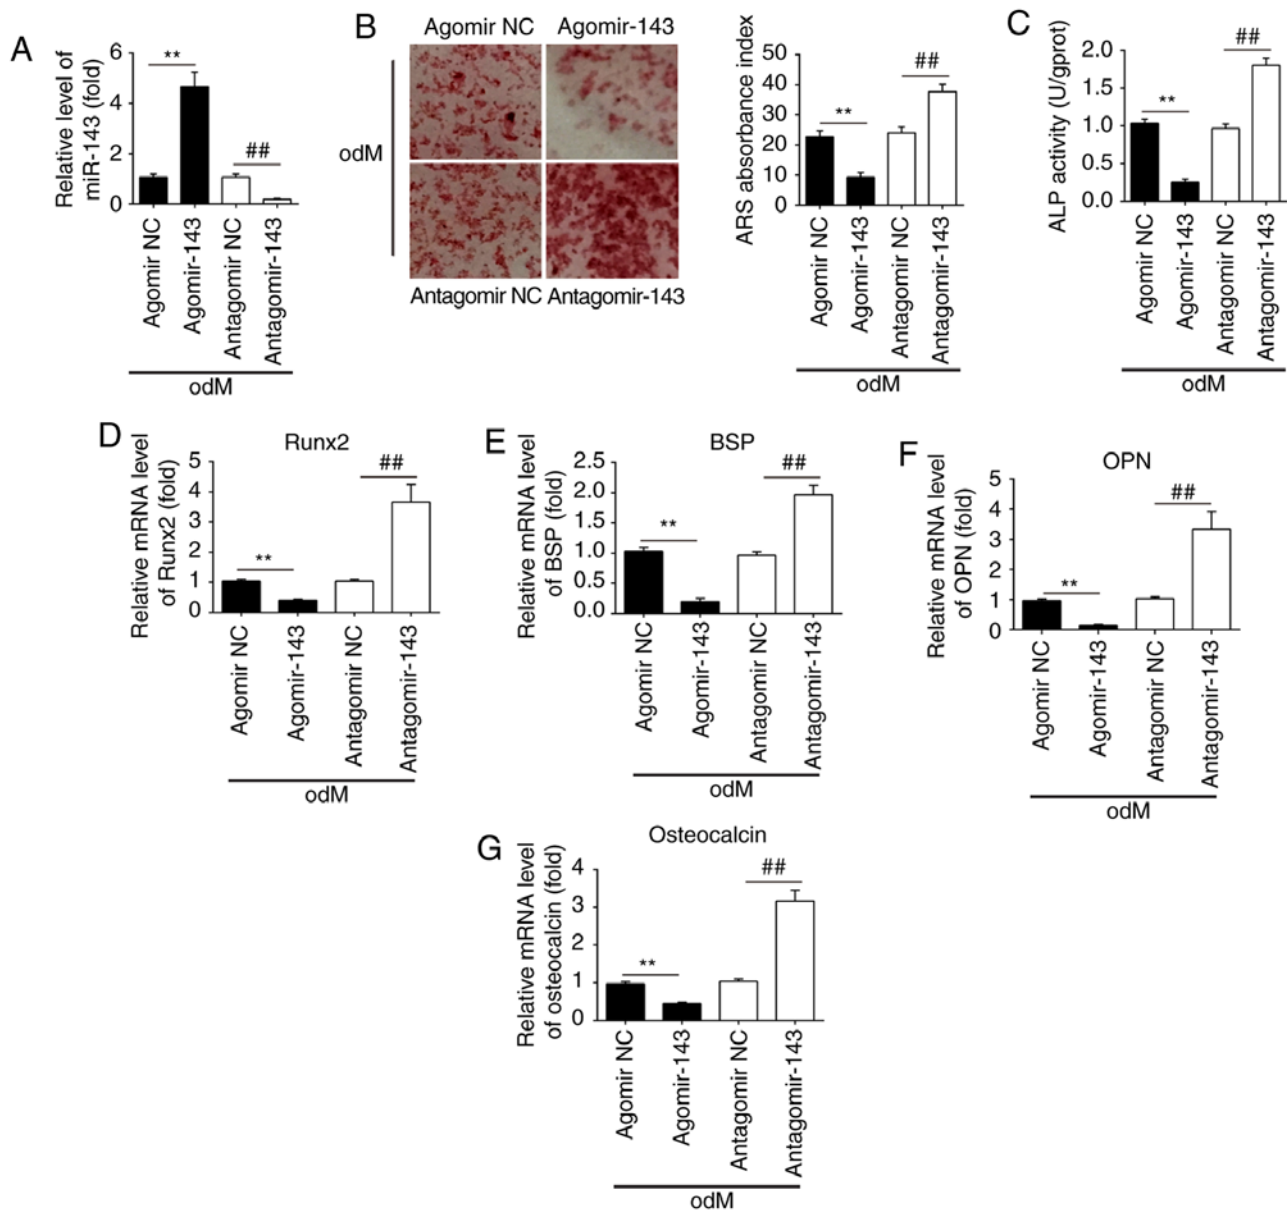 A
Relative level of
miR-143 (fold)
6
4
2
0
**
##
Agomir NC
Agomir-143
Antagomir NC
Antagomir-143
odM
B
Agomir NC
Agomir-143
odM
Antagomir NC
Antagomir-143
ARS absorbance index
50
40
30
20
10
0
**
##
Agomir NC
Agomir-143
Antagomir NC
Antagomir-143
odM
C
ALP activity (U/gprot)
2.0
1.5
1.0
0.5
0.0
**
##
Agomir NC
Agomir-143
Antagomir NC
Antagomir-143
odM
D
Runx2
Relative mRNA level
of Runx2 (fold)
5
4
3
2
1
0
**
##
Agomir NC
Agomir-143
Antagomir NC
Antagomir-143
odM
E
BSP
Relative mRNA level
of BSP (fold)
2.5
2.0
1.5
1.0
0.5
0.0
**
##
Agomir NC
Agomir-143
Antagomir NC
Antagomir-143
odM
F
OPN
Relative mRNA level
of OPN (fold)
5
4
3
2
1
0
**
##
Agomir NC
Agomir-143
Antagomir NC
Antagomir-143
odM
G
Osteocalcin
Relative mRNA level
of osteocalcin (fold)
4
3
2
1
0
**
##
Agomir NC
Agomir-143
Antagomir NC
Antagomir-143
odM